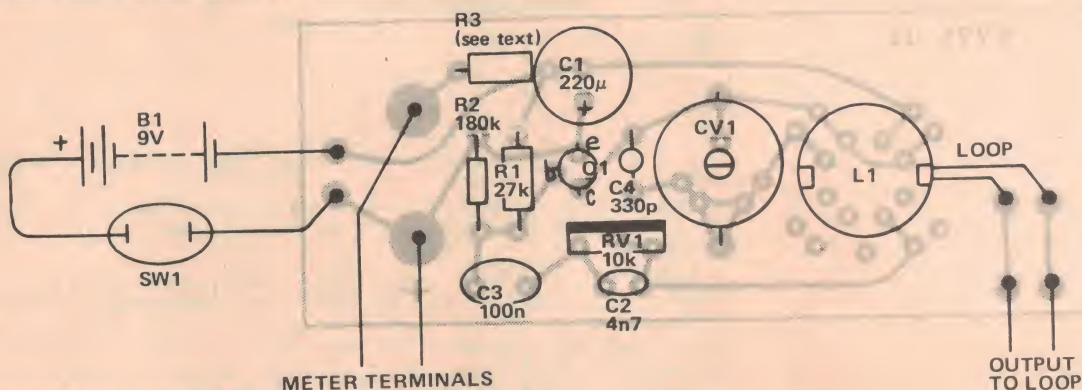 R3
(see text)
C1
220µ
+
R2
180k
B1
9V
+
e
Q1
b
c
CV1
LOOP
R1
27k
C4
330p
L1
RV1
10k
SW1
C3
100n
C2
4n7
METER TERMINALS
OUTPUT
TO LOOP